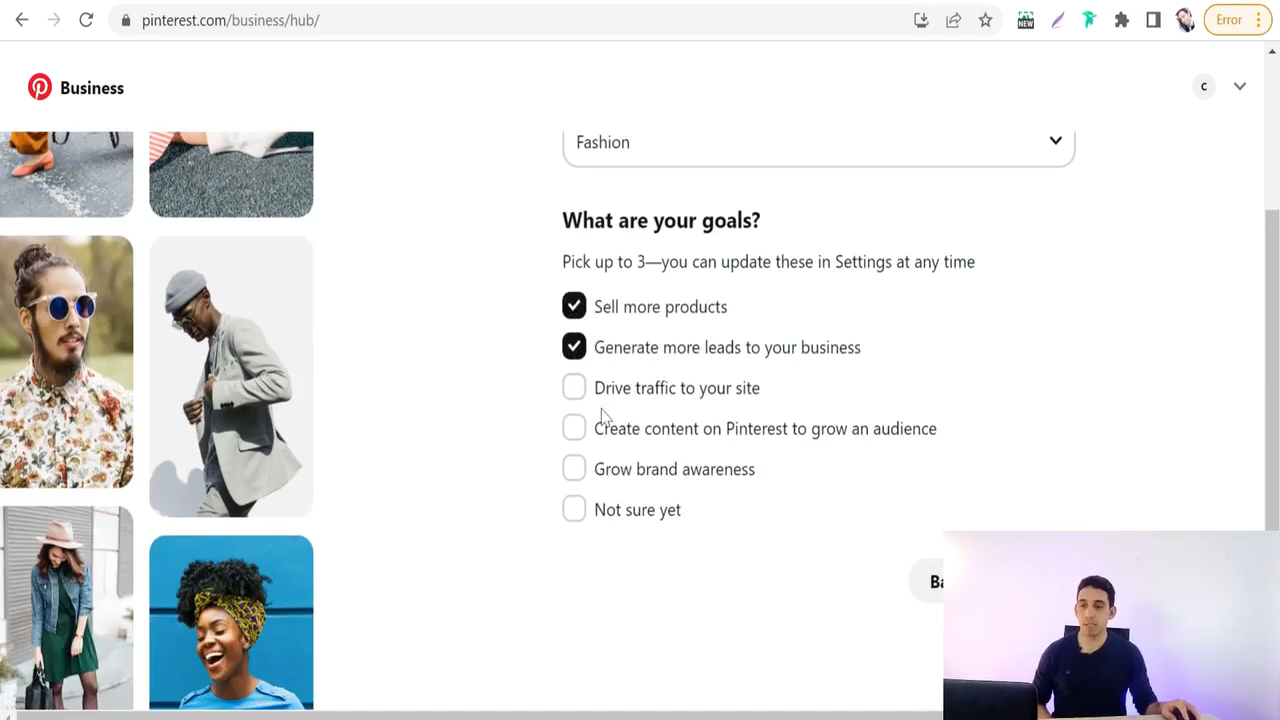 pinterest.com/business/hub/
NEW
Error
Business
C
Fashion
What are your goals?
Pick up to 3—you can update these in Settings at any time
Sell more products
Generate more leads to your business
Drive traffic to your site
Create content on Pinterest to grow an audience
Grow brand awareness
Not sure yet